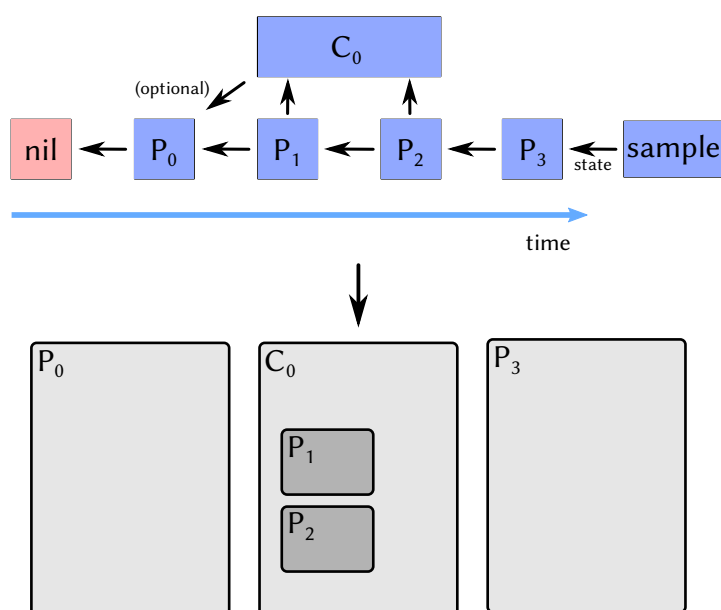 C₀
(optional)
nil P₀ P₁ P₂ P₃ sample
state
time
P₀ C₀ P₃
P₁
P₂